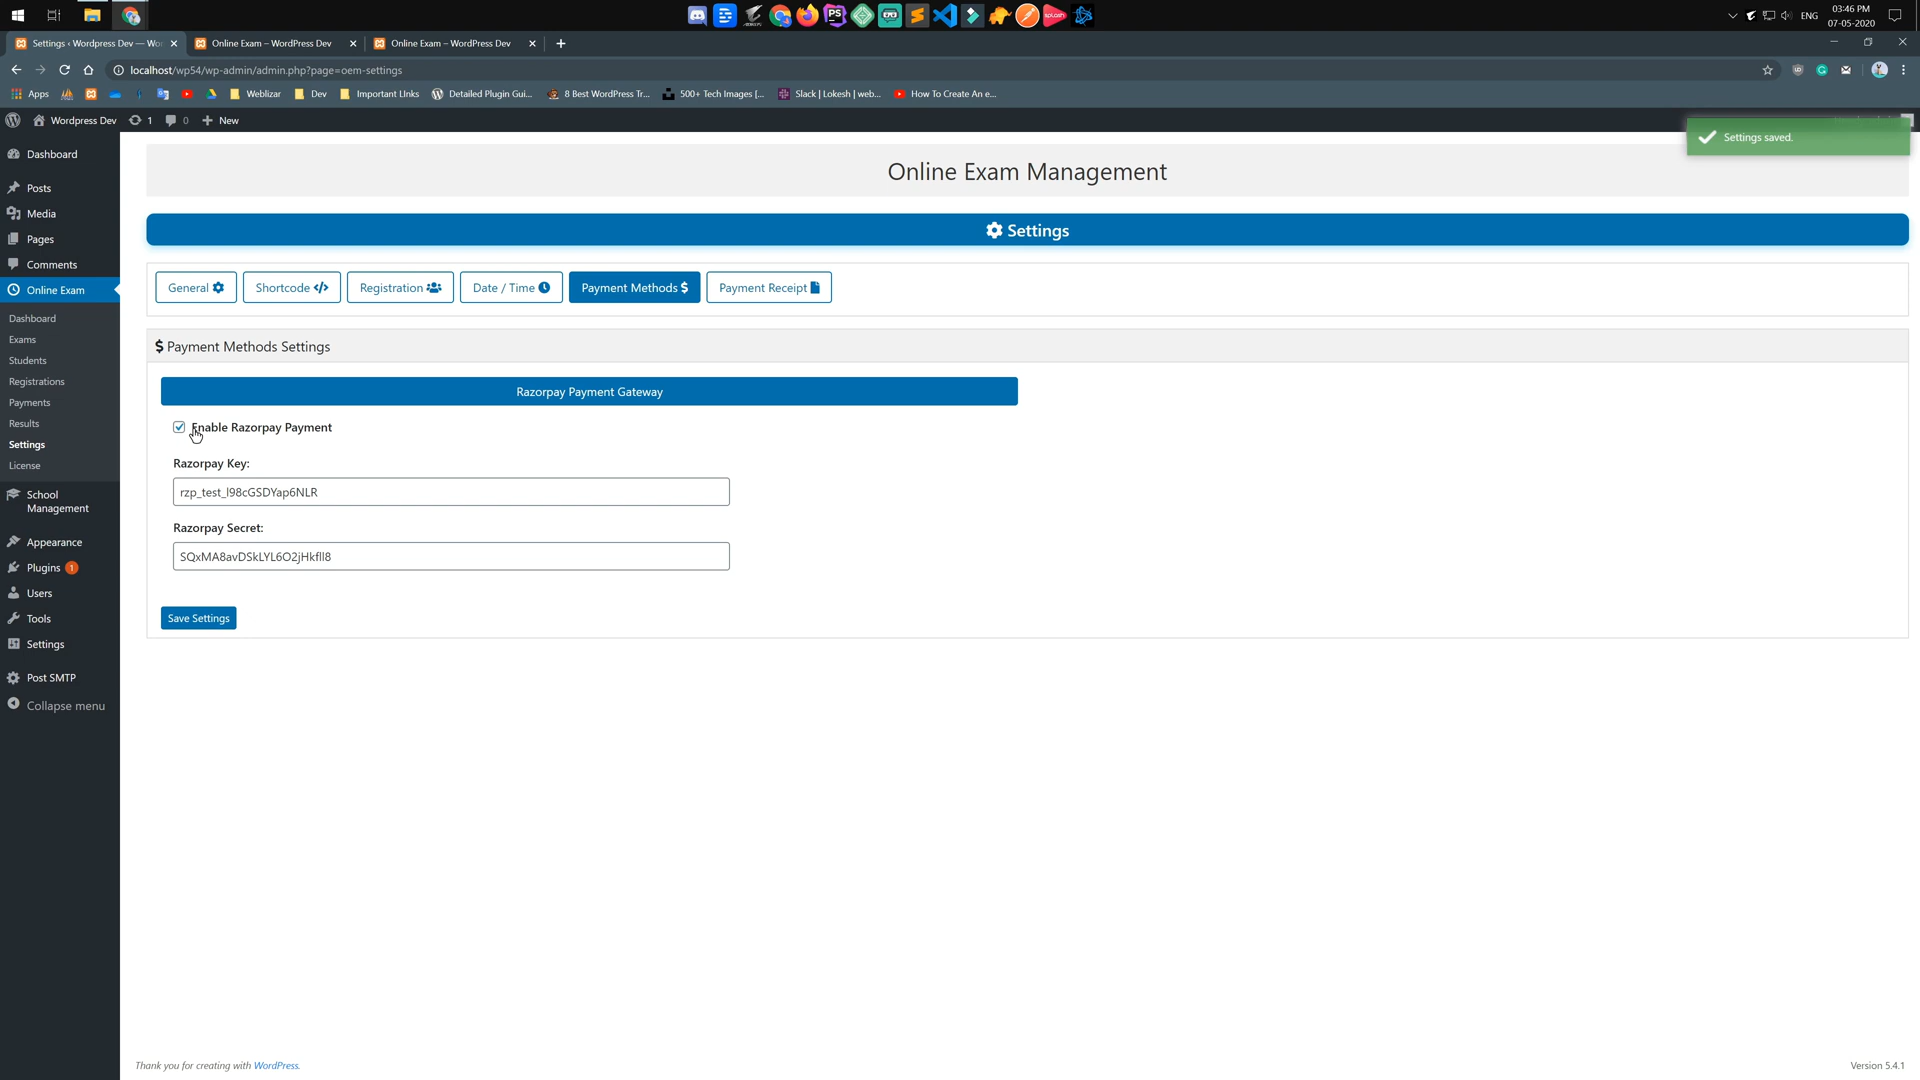 03:46 PM
ENG
07-05-2020
Settings ‹ Wordpress Dev — Wo
Online Exam – WordPress Dev
Online Exam – WordPress Dev
localhost/wp54/wp-admin/admin.php?page=oem-settings
Apps
Weblizar
Dev
Important LInks
Detailed Plugin Gui...
8 Best WordPress Tr...
500+ Tech Images [...
Slack | Lokesh | web...
How To Create An e...
Wordpress Dev
1
0
New
Settings saved.
Dashboard
Posts
Media
Pages
Comments
Online Exam
Dashboard
Exams
Students
Registrations
Payments
Results
Settings
License
School
Management
Appearance
Plugins 1
Users
Tools
Settings
Post SMTP
Collapse menu
Online Exam Management
Settings
General
Shortcode
Registration
Date / Time
Payment Methods $
Payment Receipt
$ Payment Methods Settings
Razorpay Payment Gateway
Enable Razorpay Payment
Razorpay Key:
rzp_test_l98cGSDYap6NLR
Razorpay Secret:
SQxMA8avDSkLYL6O2jHkfIl8
Save Settings
Thank you for creating with WordPress.
Version 5.4.1